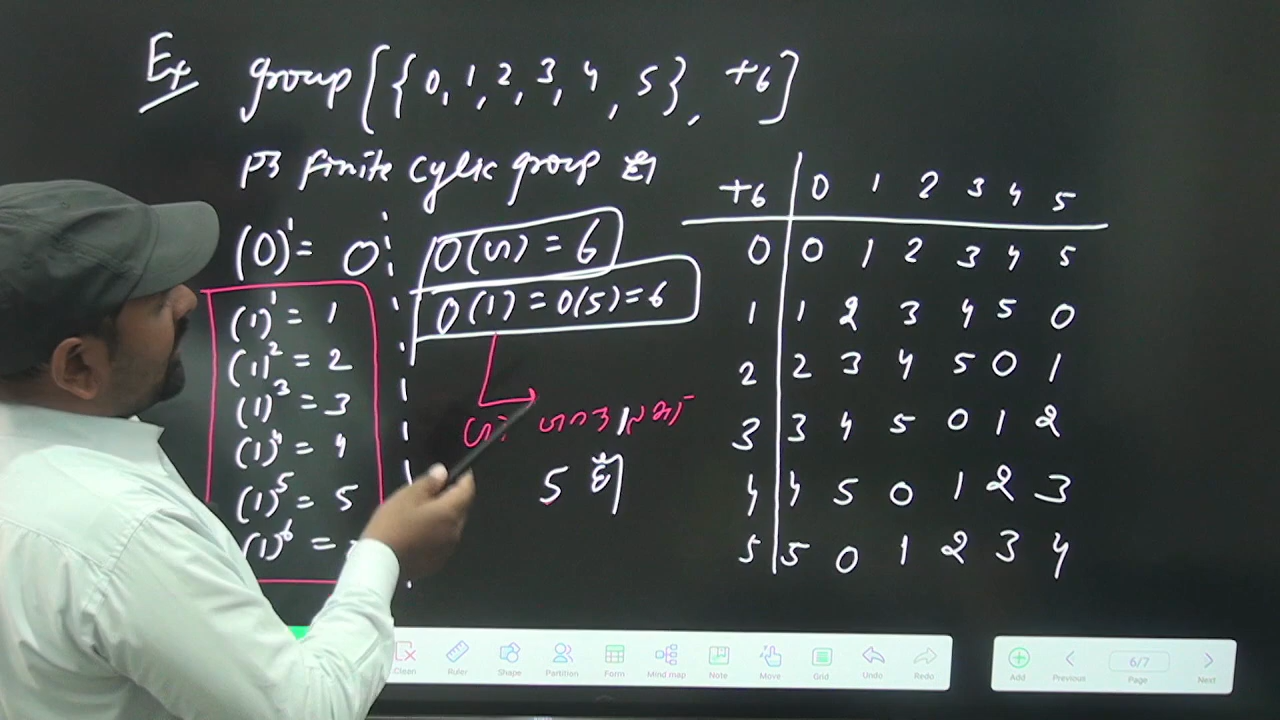 Ex group [{0, 1, 2, 3, 4, 5}, +6]
finite cyclic group है।
(0)¹ = 0
(1)¹ = 1
(1)² = 2
(1)³ = 3
(1)⁴ = 4
(1)⁵ = 5
(1)⁶ =
= 6
O(1) = O(5) = 6
5 है।
+6 0 1 2 3 4 5
0 0 1 2 3 4 5
1 1 2 3 4 5 0
2 2 3 4 5 0 1
3 3 4 5 0 1 2
4 4 5 0 1 2 3
5 5 0 1 2 3 4
Clean Ruler Shape Partition Form Mind map Note Move Grid Undo Redo
6/7
Add Previous Page Next